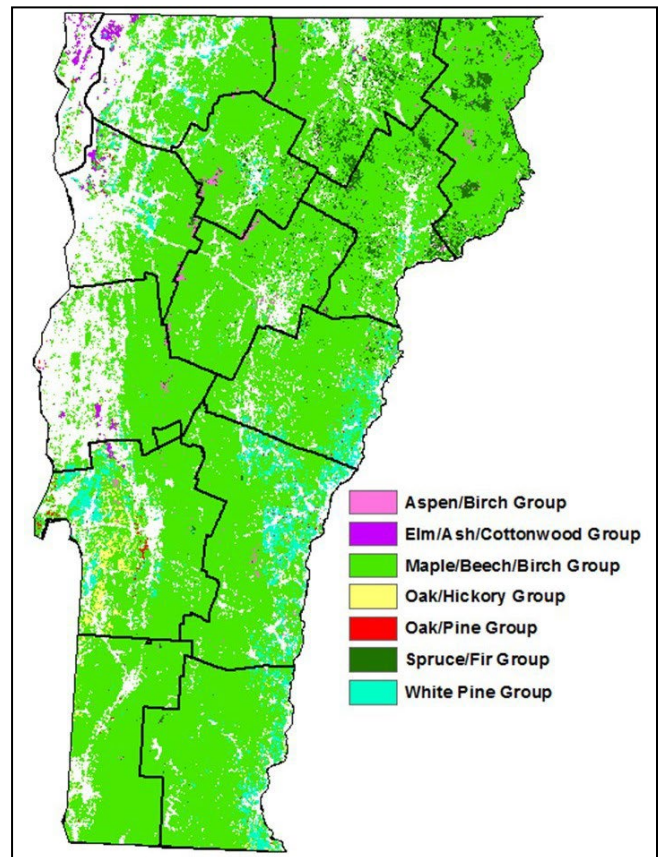 Aspen/Birch Group
Elm/Ash/Cottonwood Group
Maple/Beech/Birch Group
Oak/Hickory Group
Oak/Pine Group
Spruce/Fir Group
White Pine Group